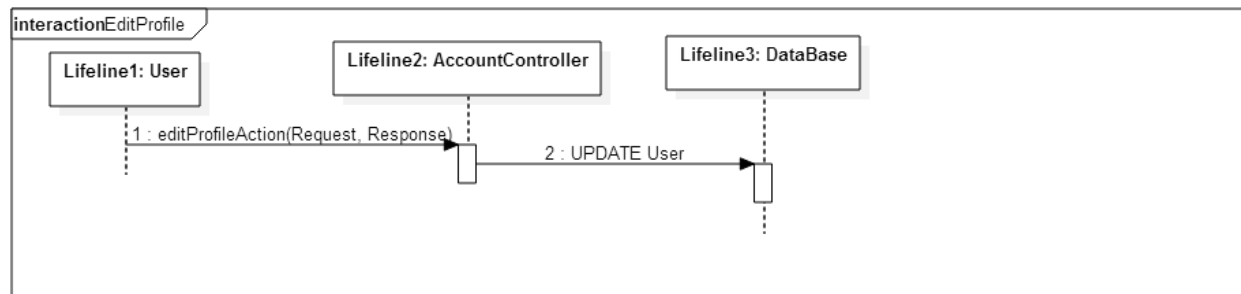 interactionEditProfile
Lifeline1: User
Lifeline2: AccountController
Lifeline3: DataBase
1 : editProfileAction(Request, Response)
2 : UPDATE User